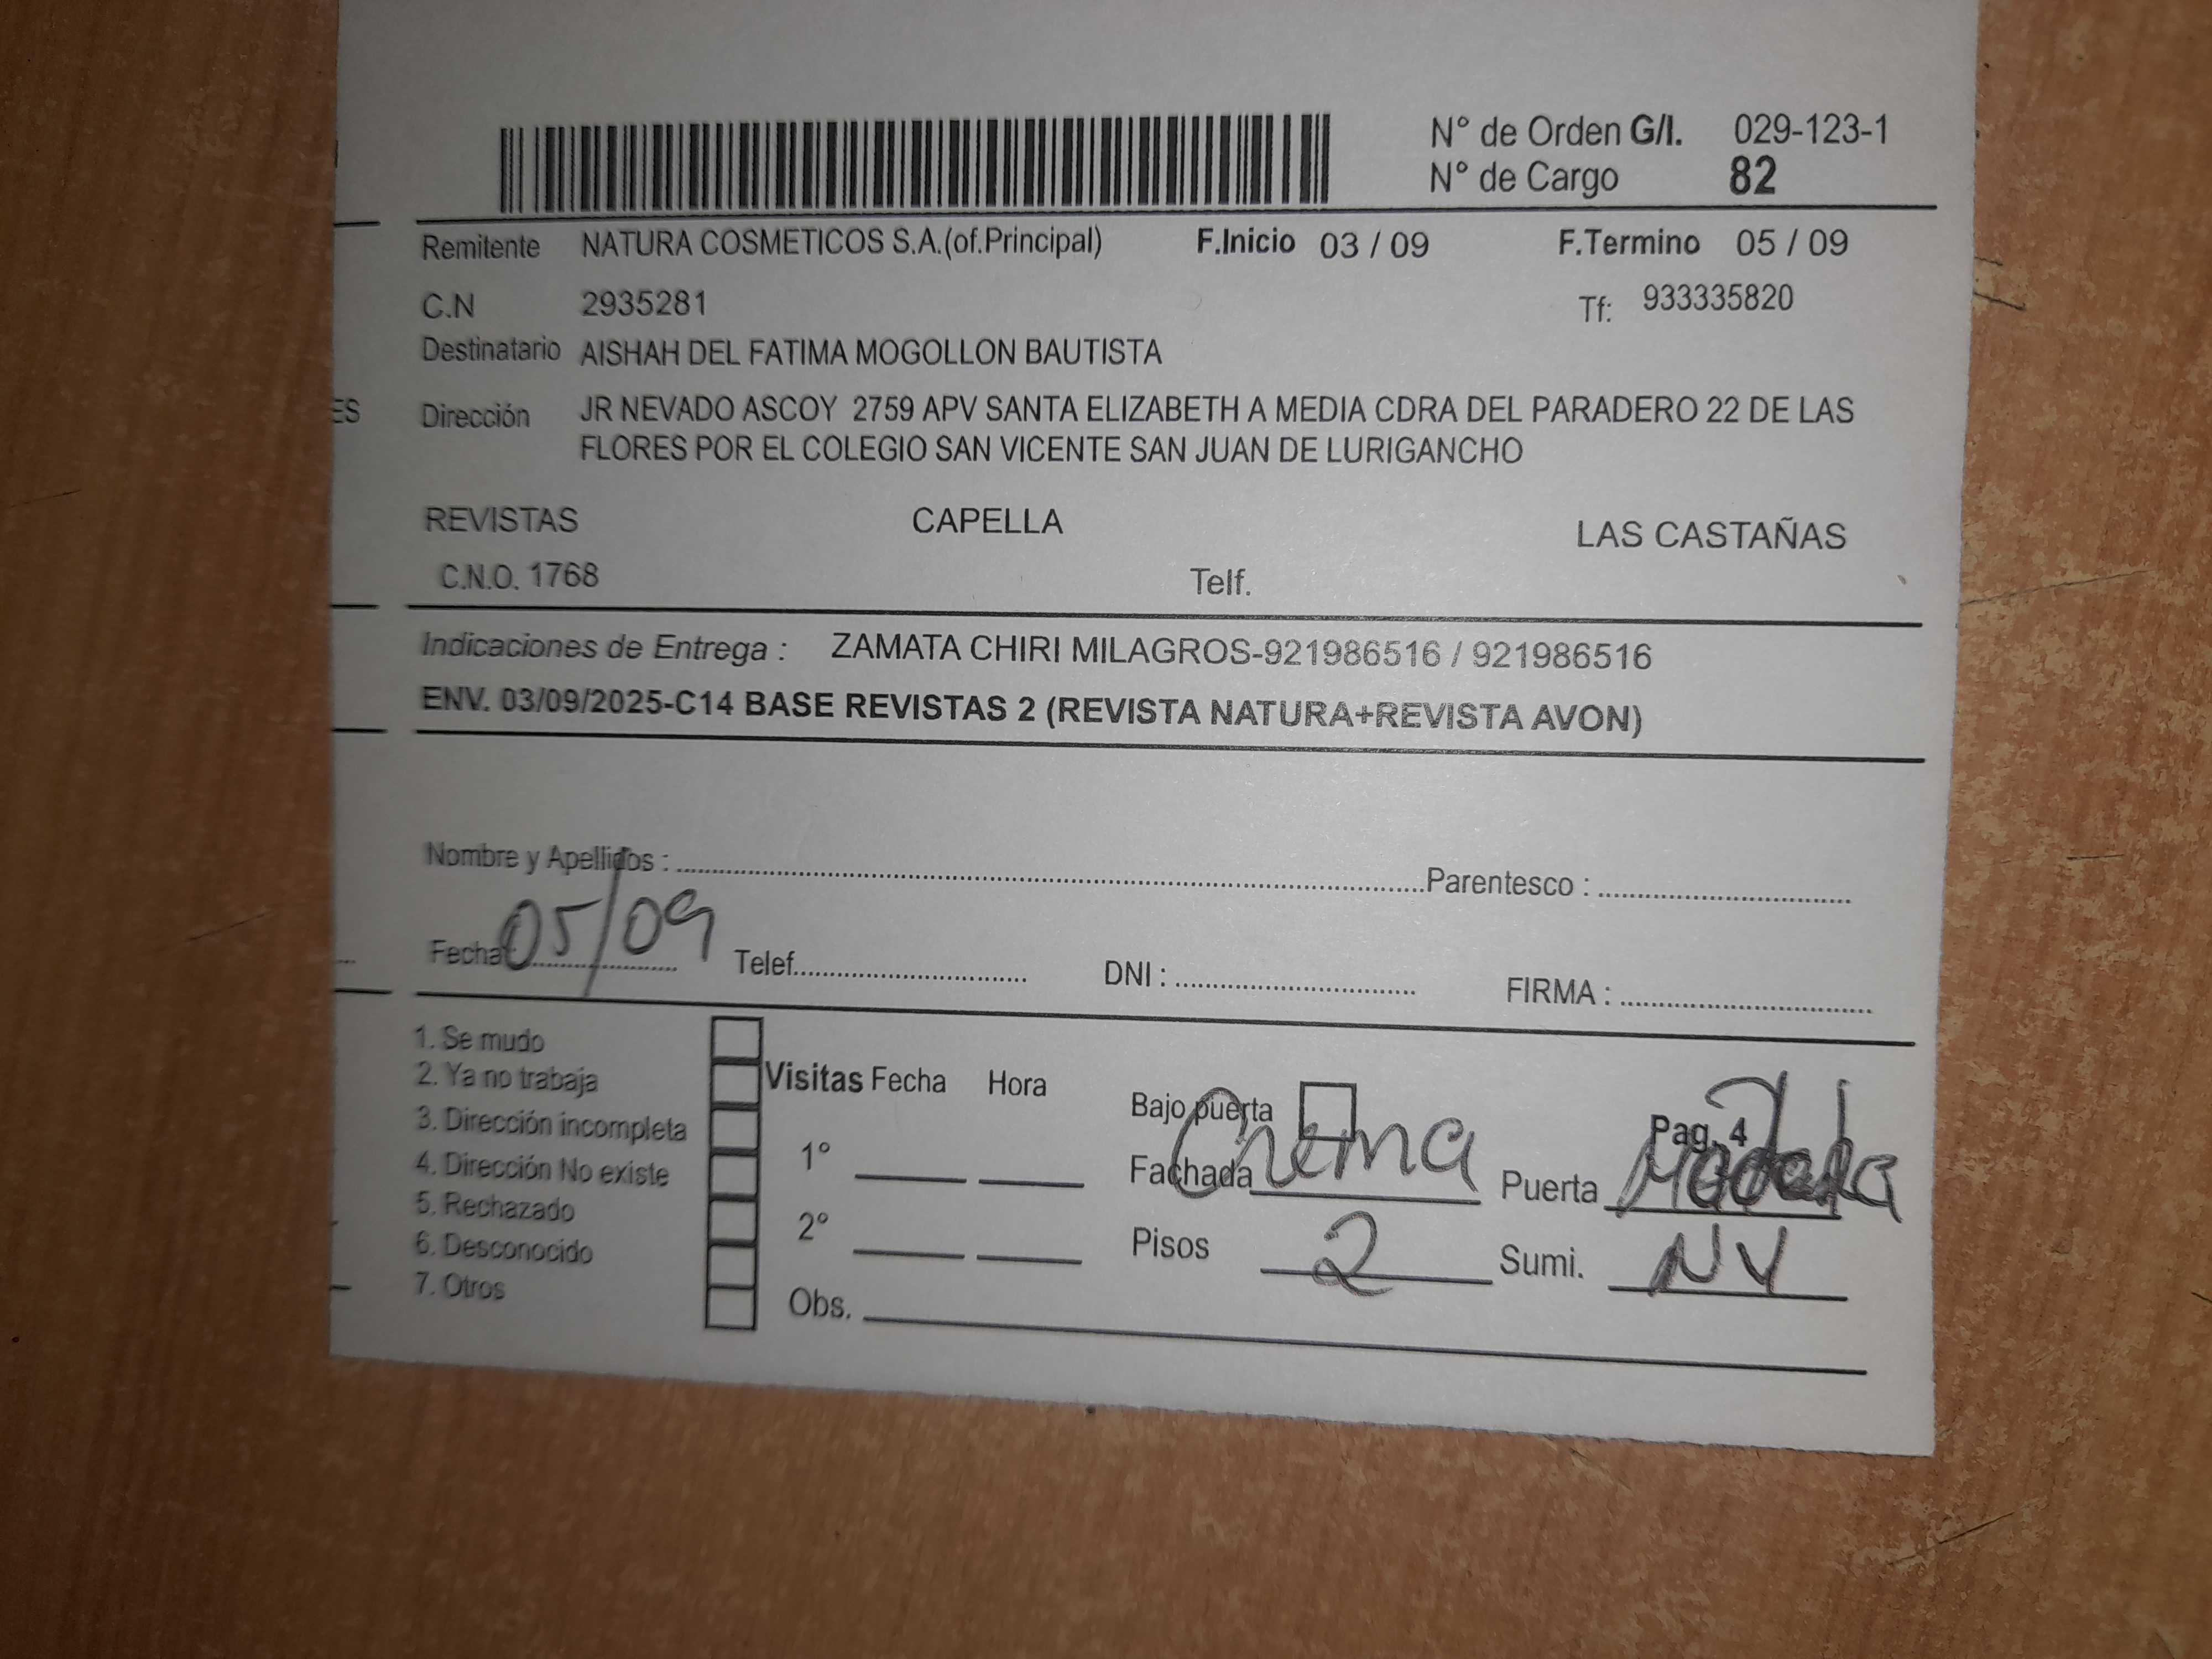 N° de Orden G/I. 029-123-1
N° de Cargo 82
Remitente NATURA COSMETICOS S.A.(of.Principal) F.Inicio 03 / 09 F.Termino 05 / 09
C.N 2935281 Tf: 933335820
Destinatario AISHAH DEL FATIMA MOGOLLON BAUTISTA
ES Dirección JR NEVADO ASCOY 2759 APV SANTA ELIZABETH A MEDIA CDRA DEL PARADERO 22 DE LAS
FLORES POR EL COLEGIO SAN VICENTE SAN JUAN DE LURIGANCHO
REVISTAS CAPELLA LAS CASTAÑAS
C.N.O. 1768 Telf.
Indicaciones de Entrega : ZAMATA CHIRI MILAGROS-921986516 / 921986516
ENV. 03/09/2025-C14 BASE REVISTAS 2 (REVISTA NATURA+REVISTA AVON)
Nombre y Apellidos : Parentesco :
Fecha 05/09 Telef. DNI : FIRMA :
1. Se mudo
2. Ya no trabaja Visitas Fecha Hora Bajo puerta Pag. 4
3. Dirección incompleta
4. Dirección No existe 1° Fachada Crema Puerta
5. Rechazado
6. Desconocido 2° Pisos 2 Sumi. NV
7. Otros Obs.